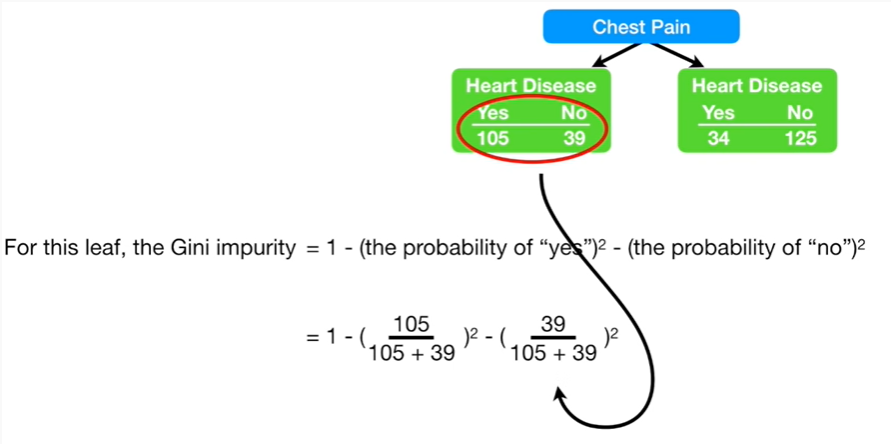 Chest Pain
Heart Disease
Yes No
105 39
Heart Disease
Yes No
34 125
For this leaf, the Gini impurity = 1 - (the probability of “yes”)² - (the probability of “no”)²
= 1 - ( 105 / 105 + 39 )² - ( 39 / 105 + 39 )²